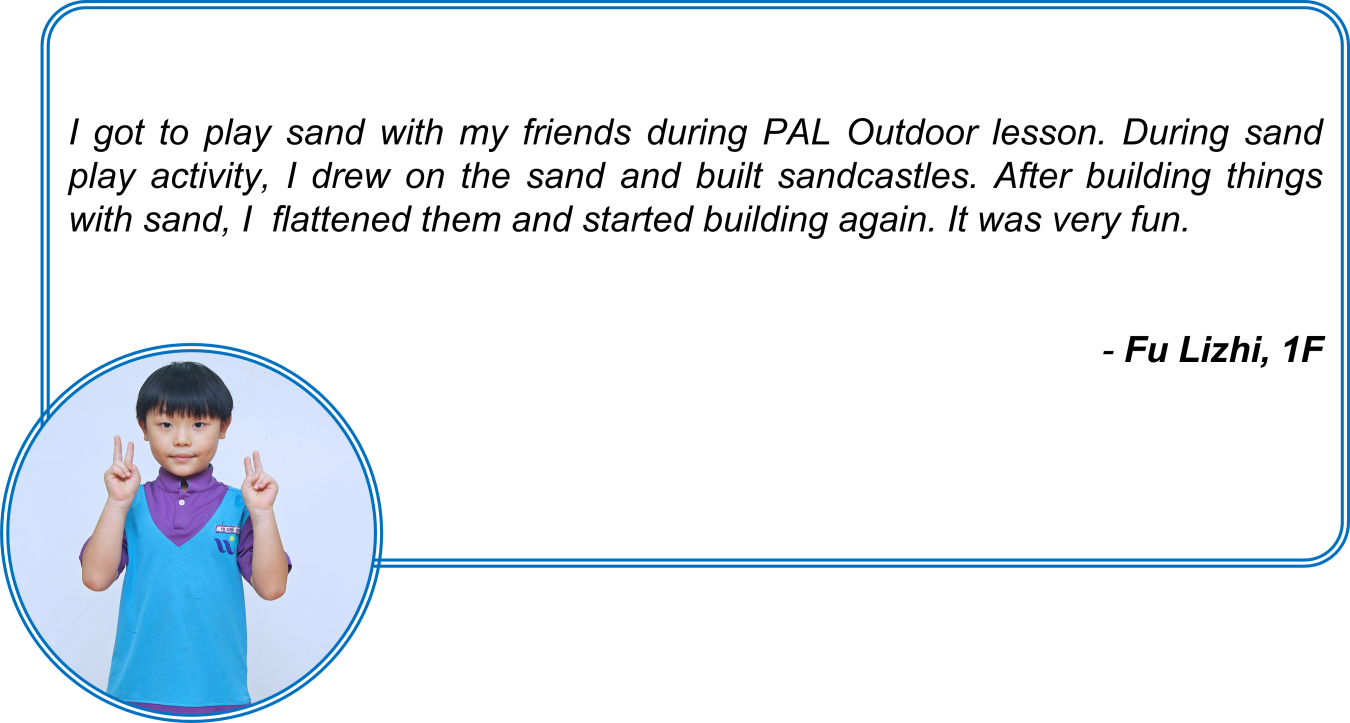 I got to play sand with my friends during PAL Outdoor lesson. During sand
play activity, I drew on the sand and built sandcastles. After building things
with sand, I  flattened them and started building again. It was very fun.
- Fu Lizhi, 1F